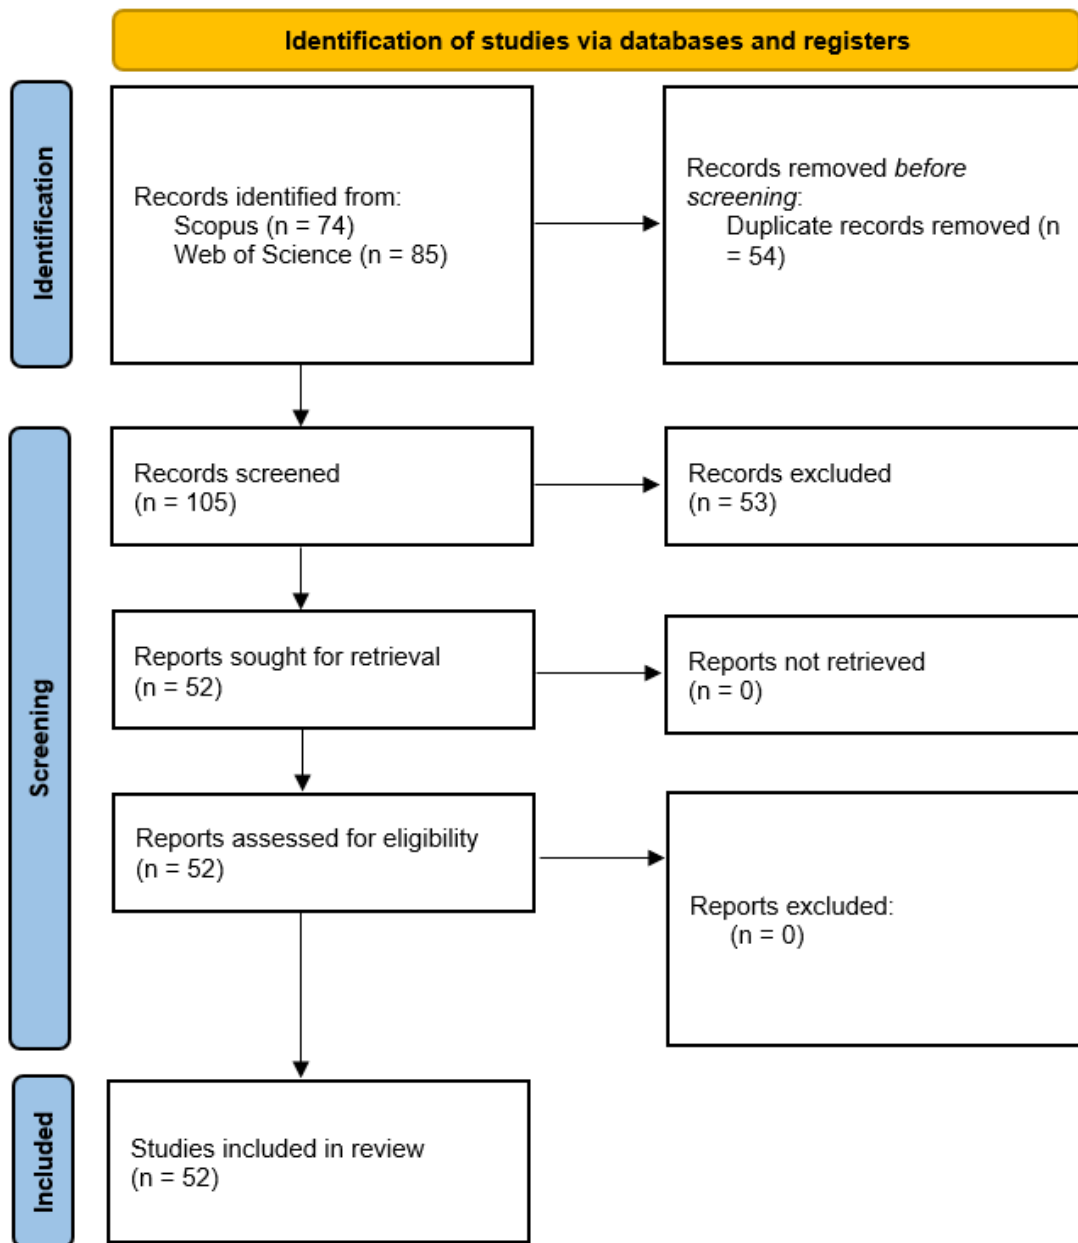 Identification of studies via databases and registers
Identification
Records identified from:
Scopus (n = 74)
Web of Science (n = 85)
Records removed before
screening:
Duplicate records removed (n
= 54)
Screening
Records screened
(n = 105)
Records excluded
(n = 53)
Reports sought for retrieval
(n = 52)
Reports not retrieved
(n = 0)
Reports assessed for eligibility
(n = 52)
Reports excluded:
(n = 0)
Included
Studies included in review
(n = 52)